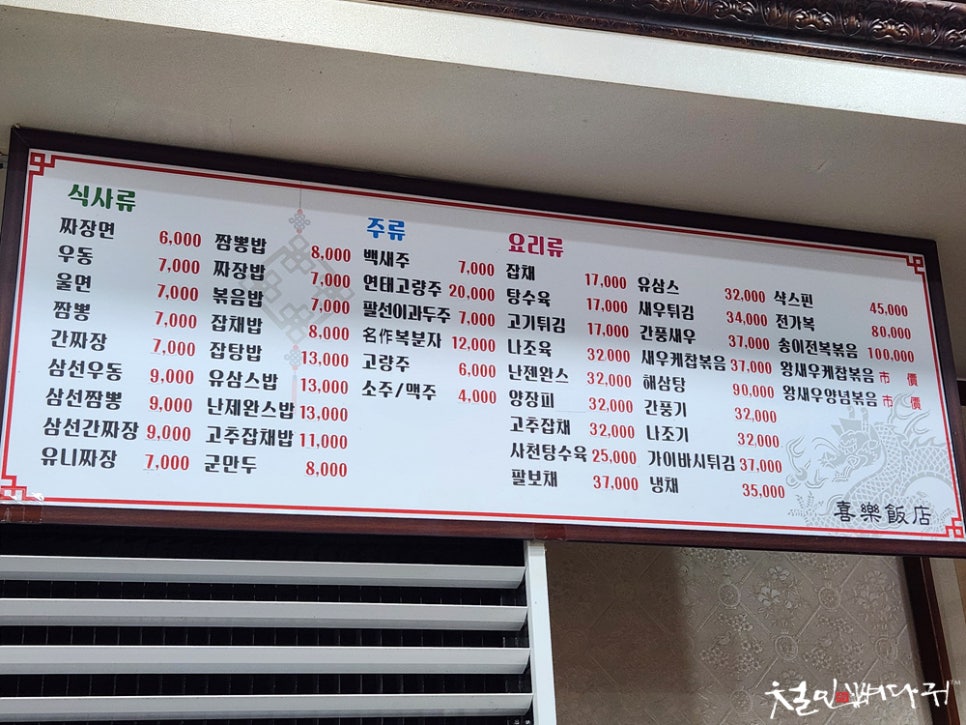 식사류
짜장면 6,000
우동 7,000
울면 7,000
짬뽕 7,000
간짜장 7,000
삼선우동 9,000
삼선짬뽕 9,000
삼선간짜장 9,000
유니짜장 7,000
짬뽕밥 8,000
짜장밥 7,000
볶음밥 7,000
잡채밥 8,000
잡탕밥 13,000
유삼스밥 13,000
난제완스밥 13,000
고추잡채밥 11,000
군만두 8,000
주류
백새주 7,000
연태고량주 20,000
팔선이과두주 7,000
名作복분자 12,000
고량주 6,000
소주/맥주 4,000
요리류
잡채 17,000
탕수육 17,000
고기튀김 17,000
나조육 32,000
난젠완스 32,000
양장피 32,000
고추잡채 32,000
사천탕수육 25,000
팔보채 37,000
유삼스 32,000
새우튀김 34,000
간풍새우 37,000
새우케찹볶음 37,000
해삼탕 90,000
간풍기 32,000
나조기 32,000
가이바시튀김 37,000
냉채 35,000
삭스핀 45,000
전가복 80,000
송이전복볶음 100,000
왕새우케찹볶음 市 價
왕새우양념볶음 市 價
喜樂飯店
철민뼈다귀™